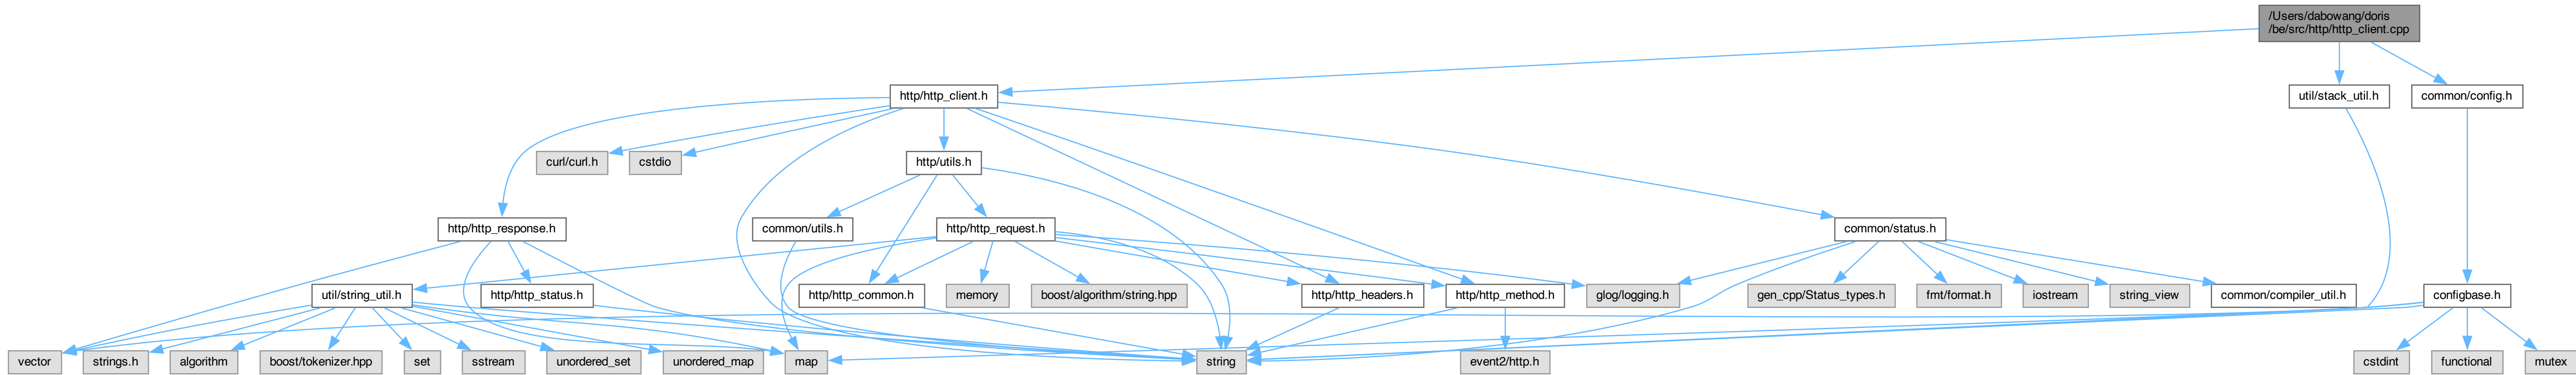 /Users/dabowang/doris
/be/src/http/http_client.cpp
http/http_client.h
util/stack_util.h
common/config.h
curl/curl.h
cstdio
http/utils.h
http/http_response.h
common/utils.h
http/http_request.h
common/status.h
util/string_util.h
http/http_status.h
http/http_common.h
memory
boost/algorithm/string.hpp
http/http_headers.h
http/http_method.h
glog/logging.h
gen_cpp/Status_types.h
fmt/format.h
iostream
string_view
common/compiler_util.h
configbase.h
vector
strings.h
algorithm
boost/tokenizer.hpp
set
sstream
unordered_set
unordered_map
map
string
event2/http.h
cstdint
functional
mutex